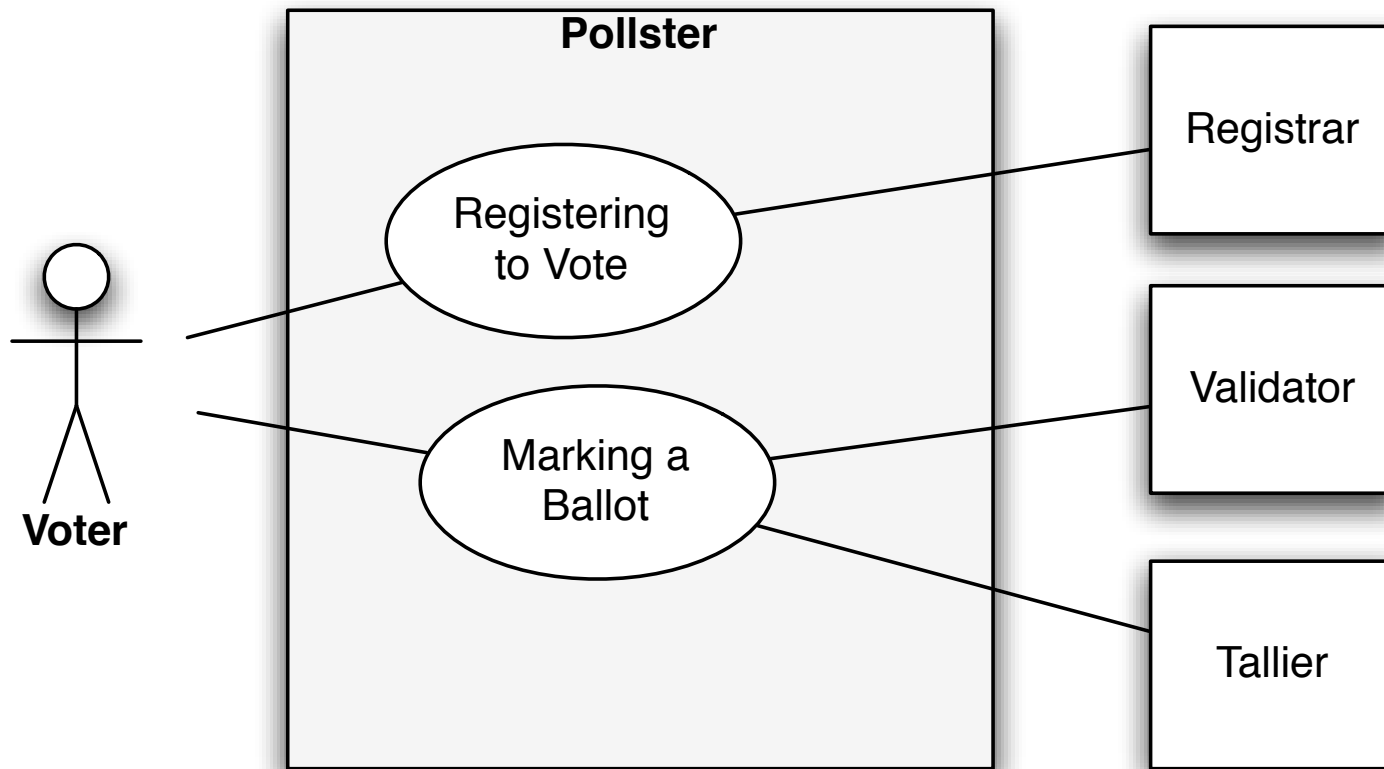 Pollster
Registering
to Vote
Registrar
Voter
Marking a
Ballot
Validator
Tallier